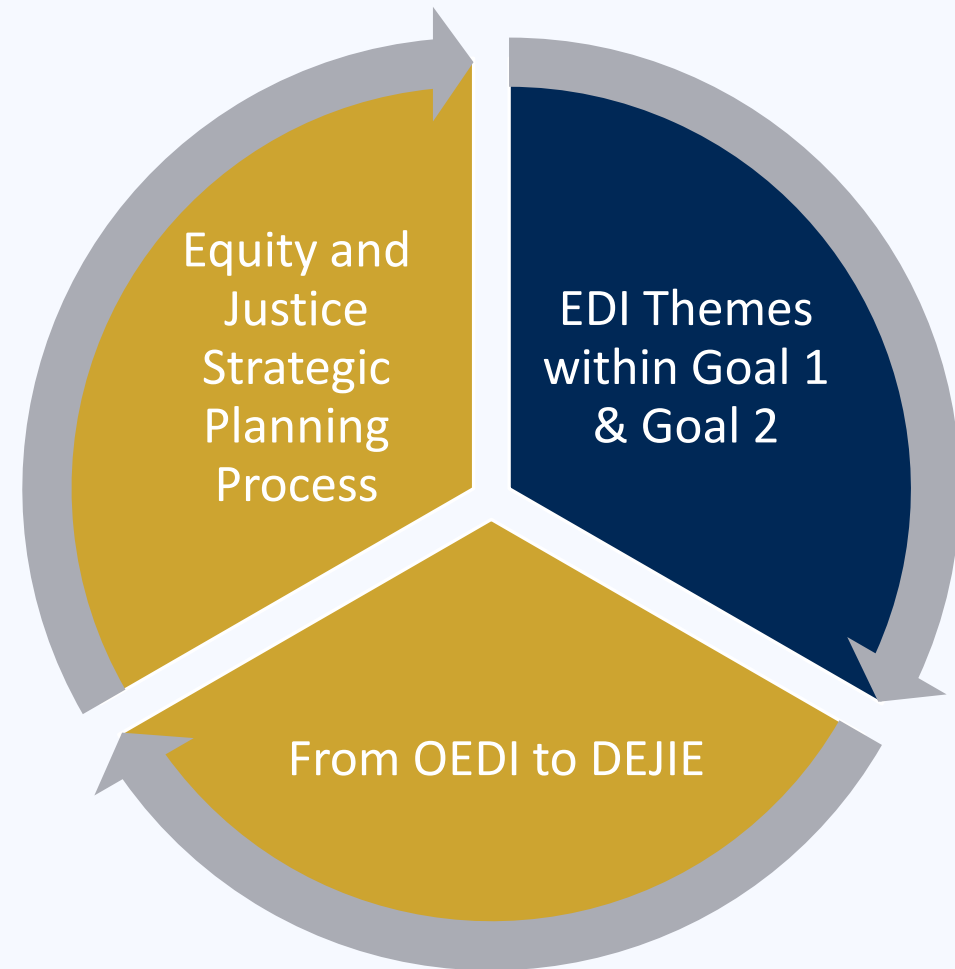 Equity and
Justice
Strategic
Planning
Process
EDI Themes
within Goal 1
& Goal 2
From OEDI to DEJIE